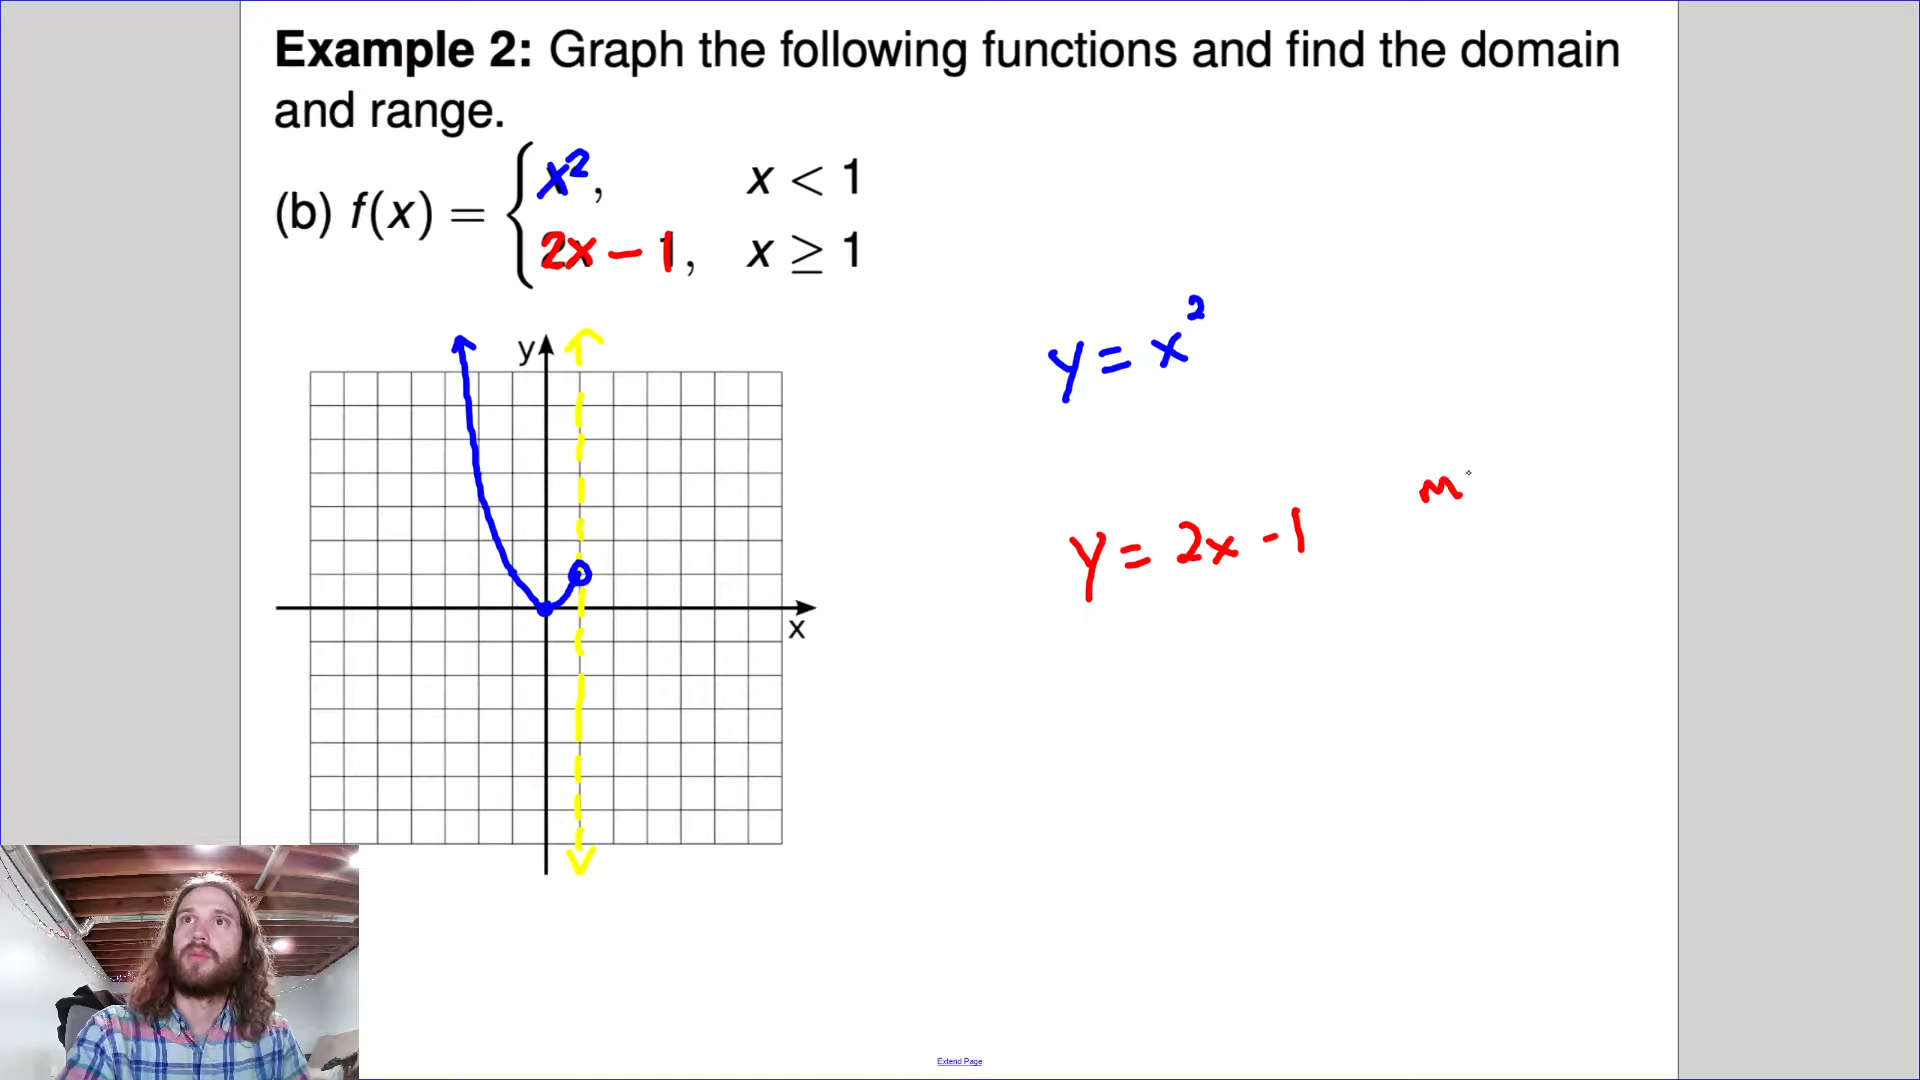 Example 2: Graph the following functions and find the domain
and range.
(b) f(x) = { x², x < 1
2x - 1, x ≥ 1
y = x²
m
y = 2x - 1
y
x
Extend Page